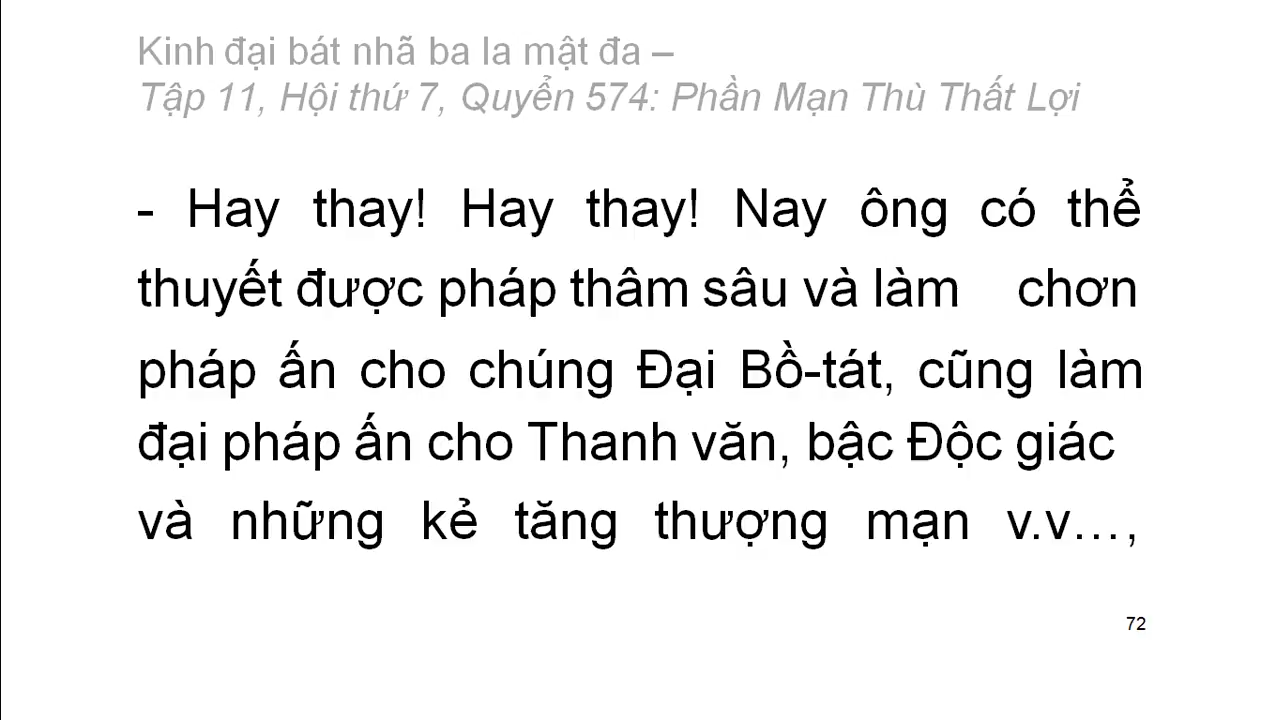 Kinh đại bát nhã ba la mật đa –
Tập 11, Hội thứ 7, Quyển 574: Phần Mạn Thù Thất Lợi
- Hay thay! Hay thay! Nay ông có thể
thuyết được pháp thâm sâu và làm chơn
pháp ấn cho chúng Đại Bồ-tát, cũng làm
đại pháp ấn cho Thanh văn, bậc Độc giác
và những kẻ tăng thượng mạn v.v…,
72